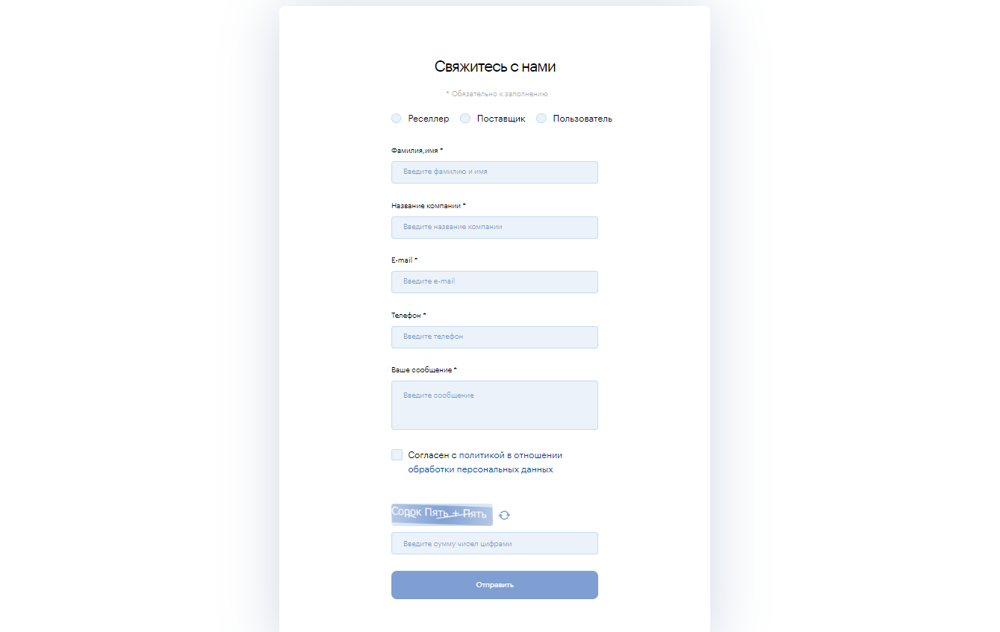 Свяжитесь с нами
* Обязательно к заполнению
Реселлер Поставщик Пользователь
Фамилия,имя *
Введите фамилию и имя
Название компании *
Введите название компании
E-mail *
Введите e-mail
Телефон *
Введите телефон
Ваше сообщение *
Введите сообщение
Согласен с политикой в отношении
обработки персональных данных
Сорок Пять + Пять
Введите сумму чисел цифрами
Отправить